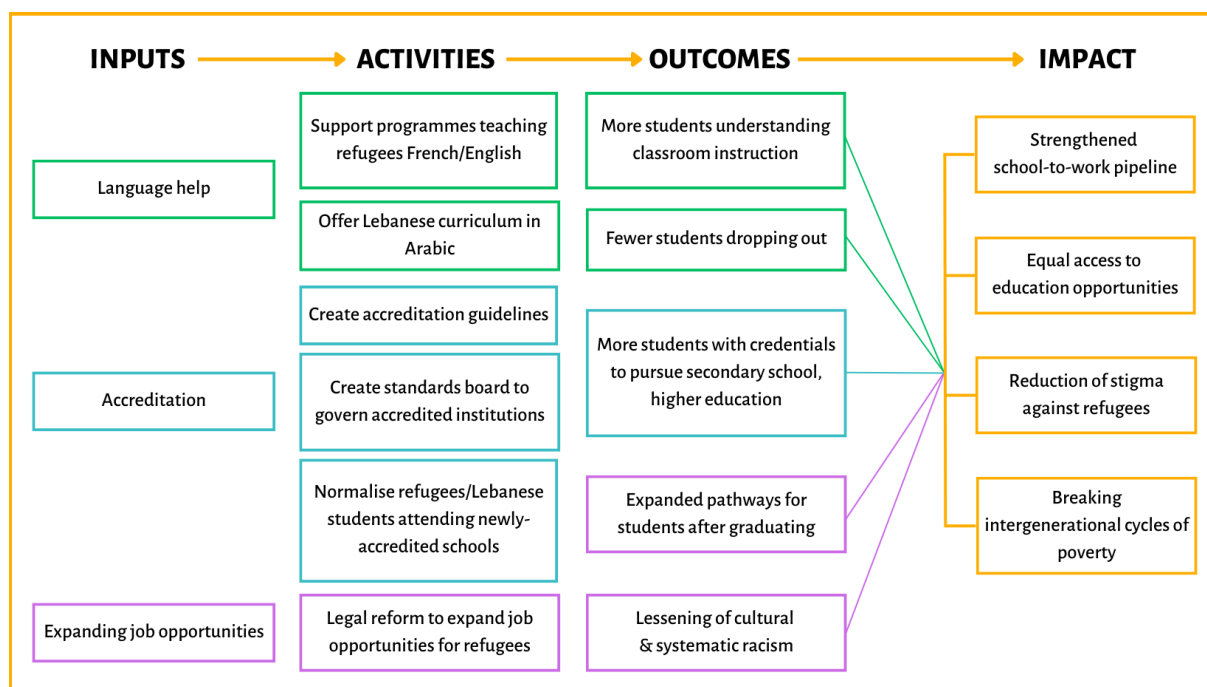 INPUTS
ACTIVITIES
OUTCOMES
IMPACT
Language help
Accreditation
Expanding job opportunities
Support programmes teaching
refugees French/English
Offer Lebanese curriculum in
Arabic
Create accreditation guidelines
Create standards board to
govern accredited institutions
Normalise refugees/Lebanese
students attending newly-
accredited schools
Legal reform to expand job
opportunities for refugees
More students understanding
classroom instruction
Fewer students dropping out
More students with credentials
to pursue secondary school,
higher education
Expanded pathways for
students after graduating
Lessening of cultural
& systematic racism
Strengthened
school-to-work pipeline
Equal access to
education opportunities
Reduction of stigma
against refugees
Breaking
intergenerational cycles of
poverty